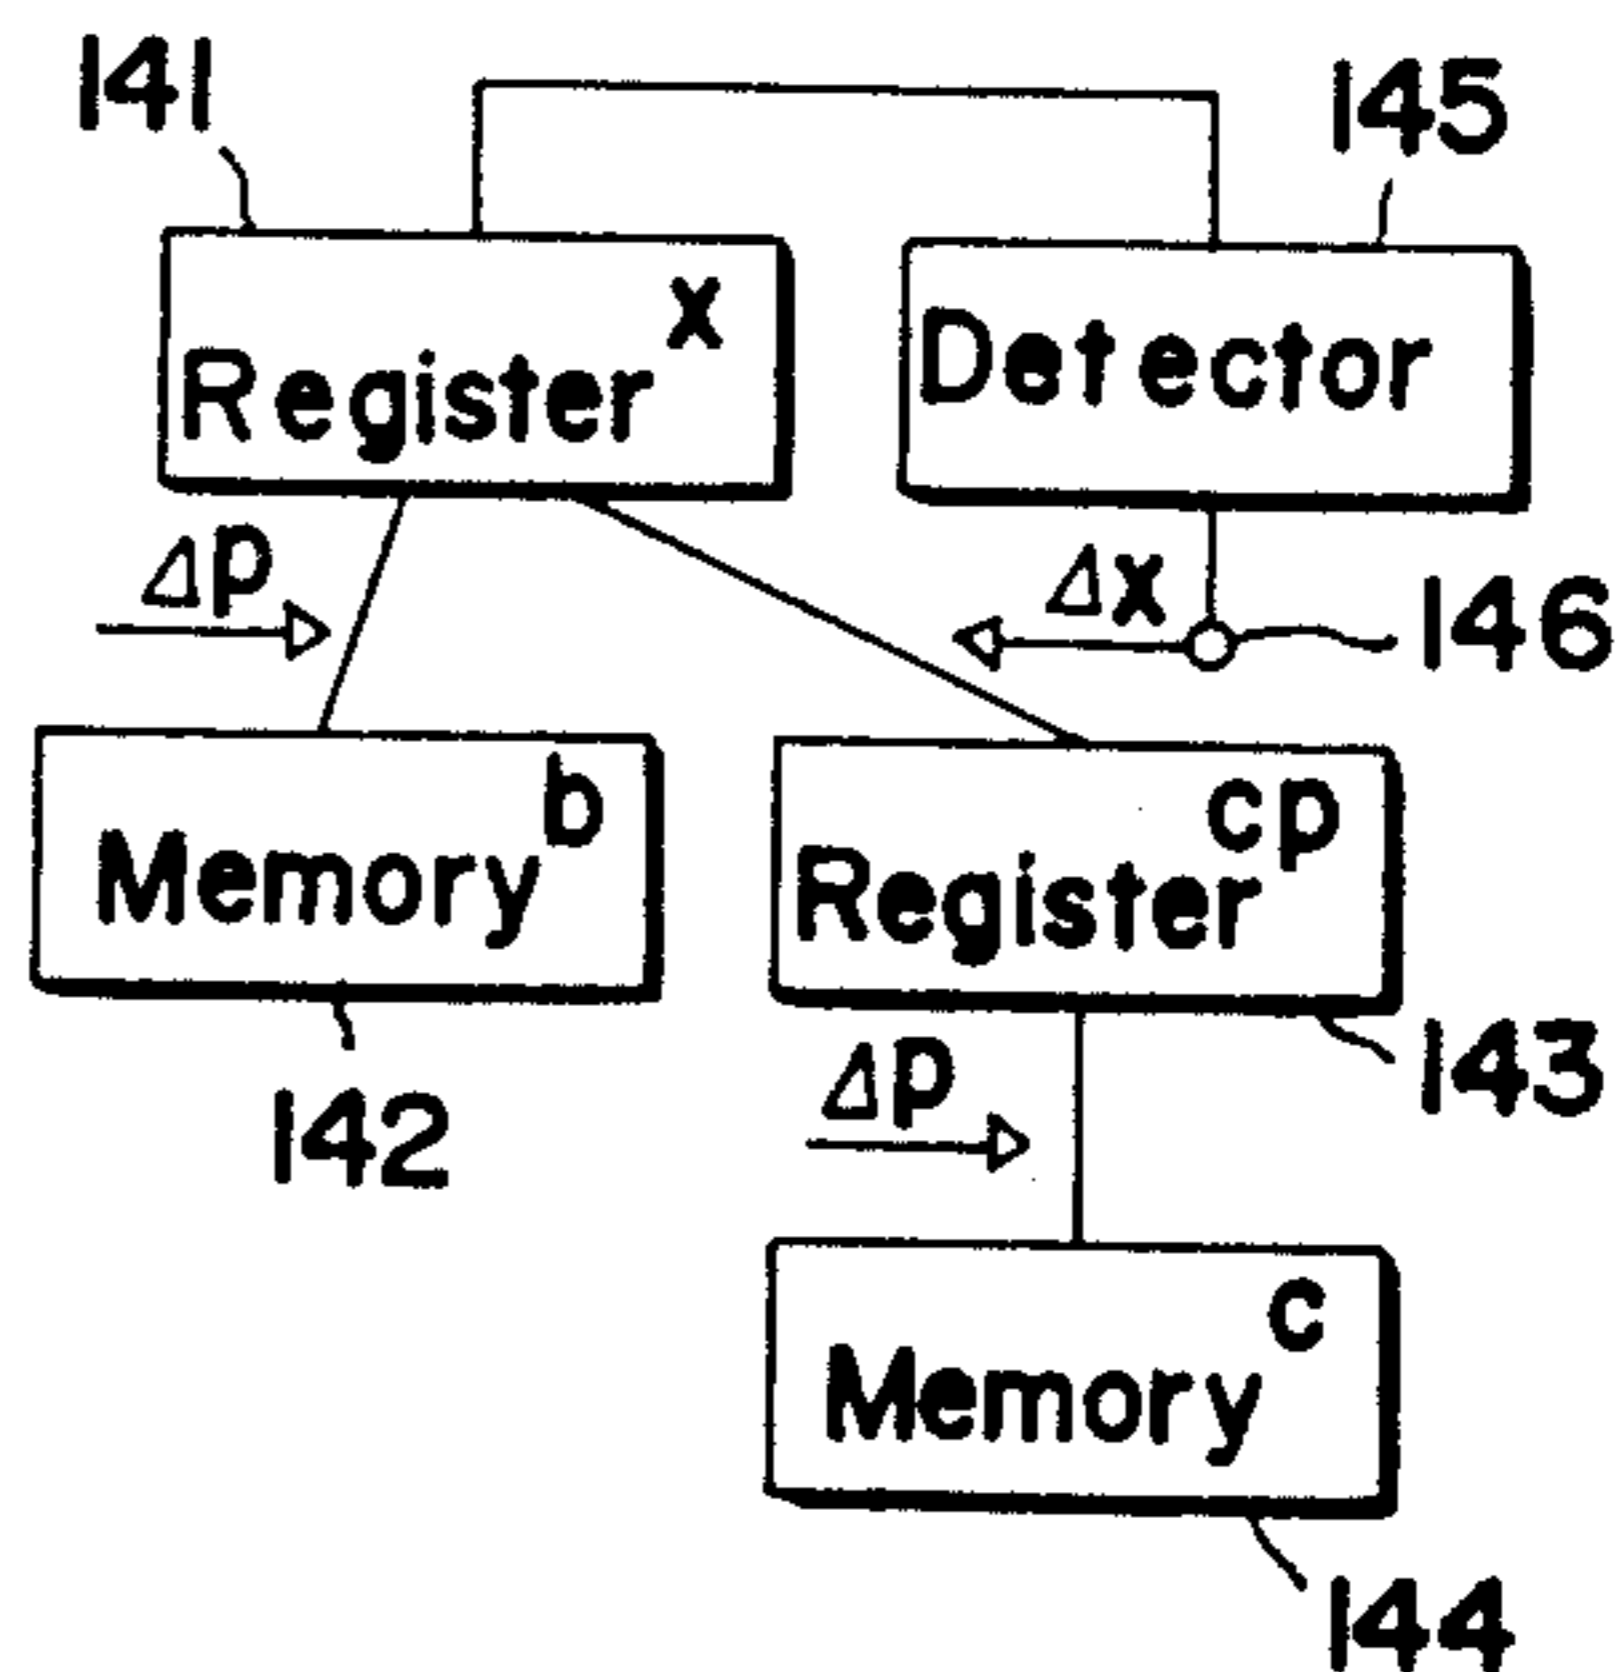 141
145
x
Register
Detector
Δp
Δx
146
b
Memory
cp
Register
142
143
Δp
c
Memory
144